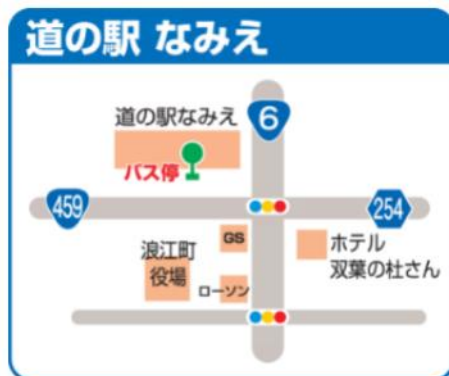 道の駅 なみえ
道の駅なみえ
6
バス停
459
254
GS
ホテル
双葉の杜さん
浪江町
役場
ローソン